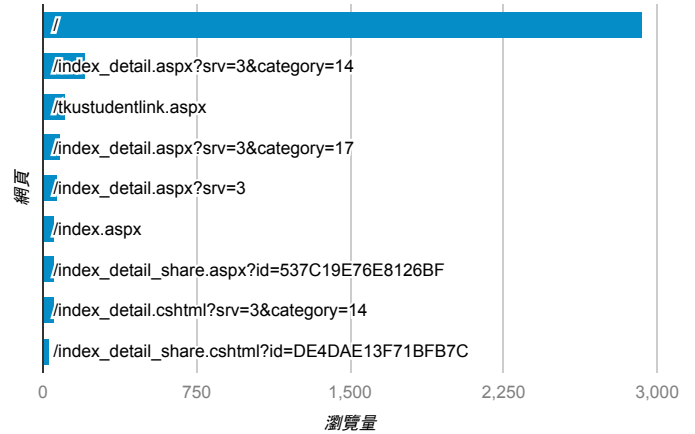 /
/index_detail.aspx?srv=3&category=14
/tkustudentlink.aspx
/index_detail.aspx?srv=3&category=17
/index_detail.aspx?srv=3
/index.aspx
/index_detail_share.aspx?id=537C19E76E8126BF
/index_detail.cshtml?srv=3&category=14
/index_detail_share.cshtml?id=DE4DAE13F71BFB7C
網頁
0 750 1,500 2,250 3,000
瀏覽量